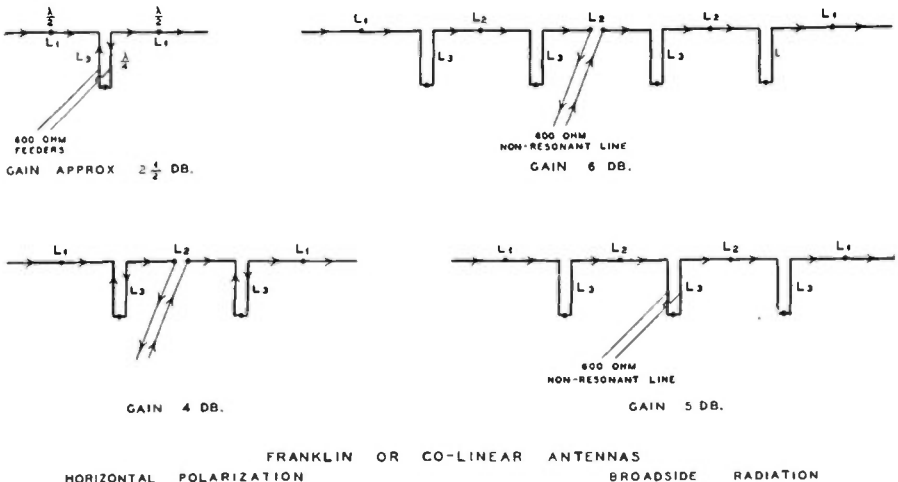 λ/2 λ/2
L₁ L₁
L₃ λ/4
600 OHM
FEEDERS
GAIN APPROX 2½ DB.
L₁ L₂ L₂ L₂ L₁
L₃ L₃ L₃ L
600 OHM
NON-RESONANT LINE
GAIN 6 DB.
L₁ L₂ L₁
L₃ L₃
GAIN 4 DB.
L₁ L₂ L₂ L₁
L₃ L₃ L₃
600 OHM
NON-RESONANT LINE
GAIN 5 DB.
FRANKLIN OR CO-LINEAR ANTENNAS
HORIZONTAL POLARIZATION BROADSIDE RADIATION